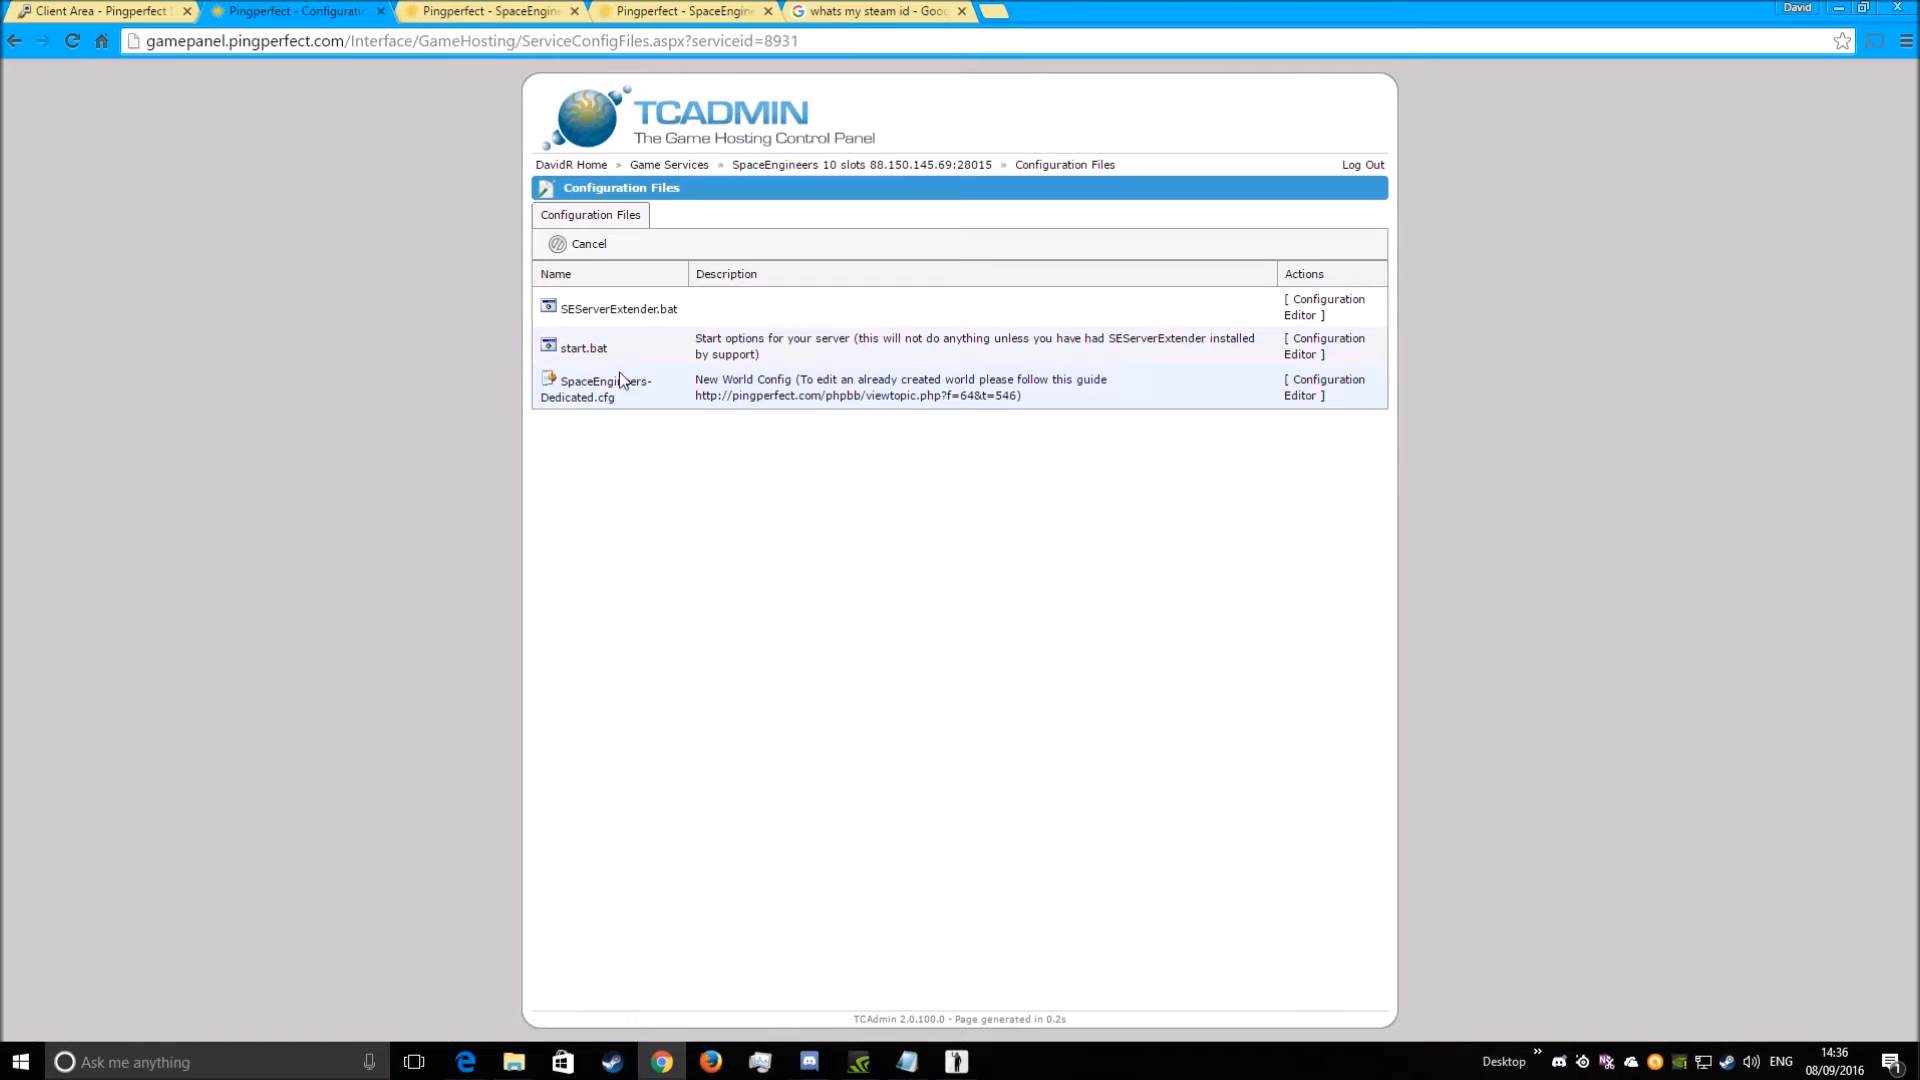 Client Area - Pingperfect
Pingperfect - Configurati
Pingperfect - SpaceEngine
Pingperfect - SpaceEngine
whats my steam id - Goo
David
gamepanel.pingperfect.com/Interface/GameHosting/ServiceConfigFiles.aspx?serviceid=8931
TCADMIN
The Game Hosting Control Panel
DavidR Home » Game Services » SpaceEngineers 10 slots 88.150.145.69:28015 » Configuration Files
Log Out
Configuration Files
Configuration Files
Cancel
Name
Description
Actions
SEServerExtender.bat
[ Configuration
Editor ]
start.bat
Start options for your server (this will not do anything unless you have had SEServerExtender installed
by support)
[ Configuration
Editor ]
SpaceEngineers-
Dedicated.cfg
New World Config (To edit an already created world please follow this guide
http://pingperfect.com/phpbb/viewtopic.php?f=64&t=546)
[ Configuration
Editor ]
TCAdmin 2.0.100.0 - Page generated in 0.2s
Ask me anything
Desktop
ENG
14:36
08/09/2016
1